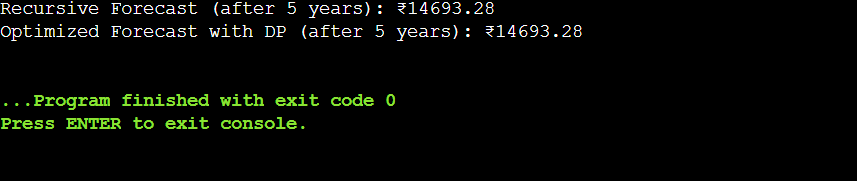 Recursive Forecast (after 5 years): ₹14693.28
Optimized Forecast with DP (after 5 years): ₹14693.28
...Program finished with exit code 0
Press ENTER to exit console.